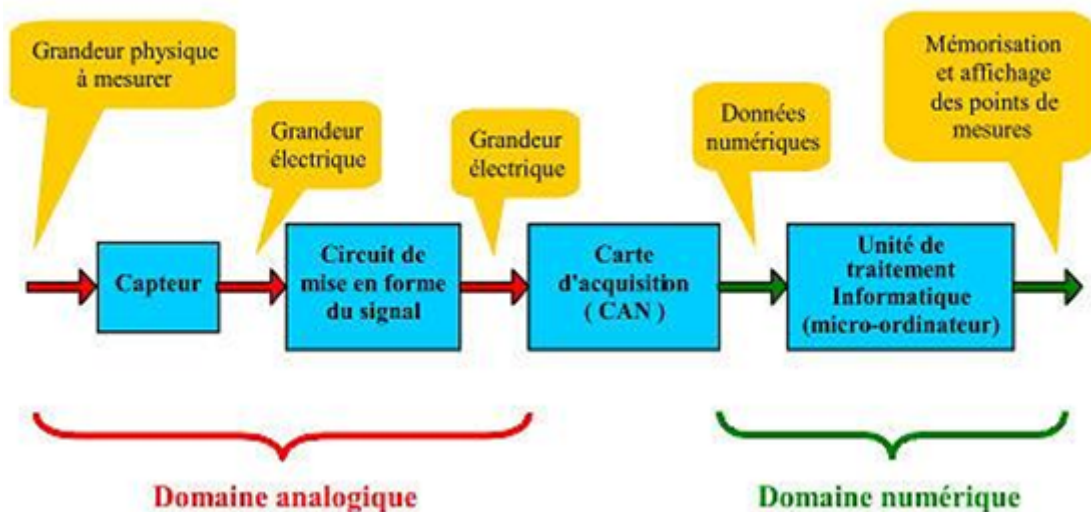 Grandeur physique
à mesurer
Grandeur
électrique
Grandeur
électrique
Données
numériques
Mémorisation
et affichage
des points de
mesures
Capteur
Circuit de
mise en forme
du signal
Carte
d'acquisition
( CAN )
Unité de
traitement
Informatique
(micro-ordinateur)
Domaine analogique
Domaine numérique